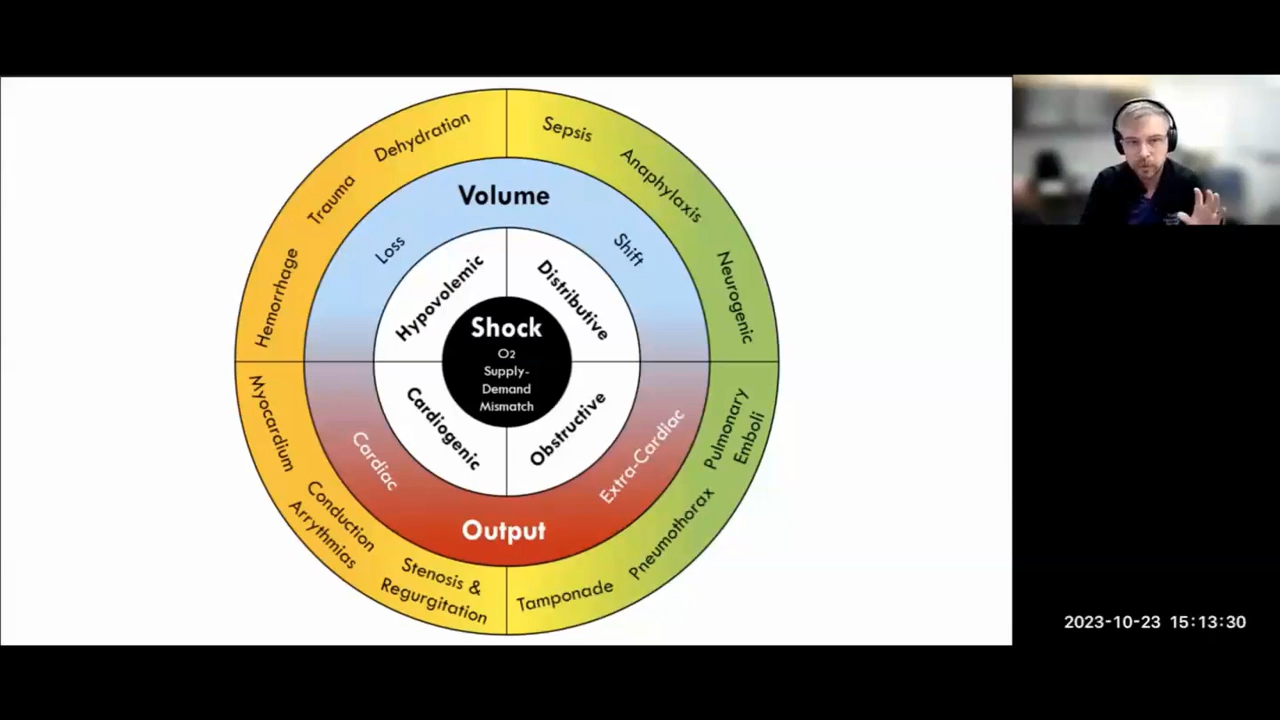 Dehydration
Trauma
Hemorrhage
Sepsis
Anaphylaxis
Neurogenic
Volume
Loss
Shift
Hypovolemic
Distributive
Shock
O2
Supply-
Demand
Mismatch
Cardiogenic
Obstructive
Cardiac
Extra-Cardiac
Output
Myocardium
Conduction
Arrythmias
Stenosis &
Regurgitation
Pulmonary
Emboli
Pneumothorax
Tamponade
2023-10-23 15:13:30